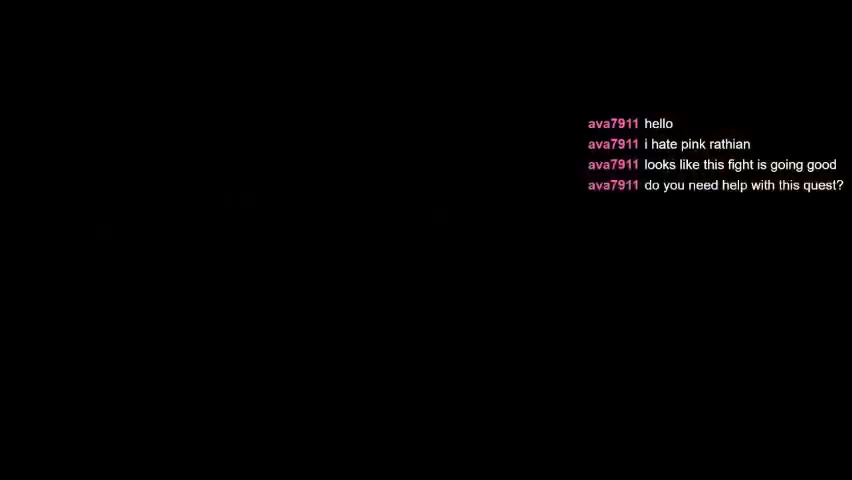 ava7911 hello
ava7911 i hate pink rathian
ava7911 looks like this fight is going good
ava7911 do you need help with this quest?